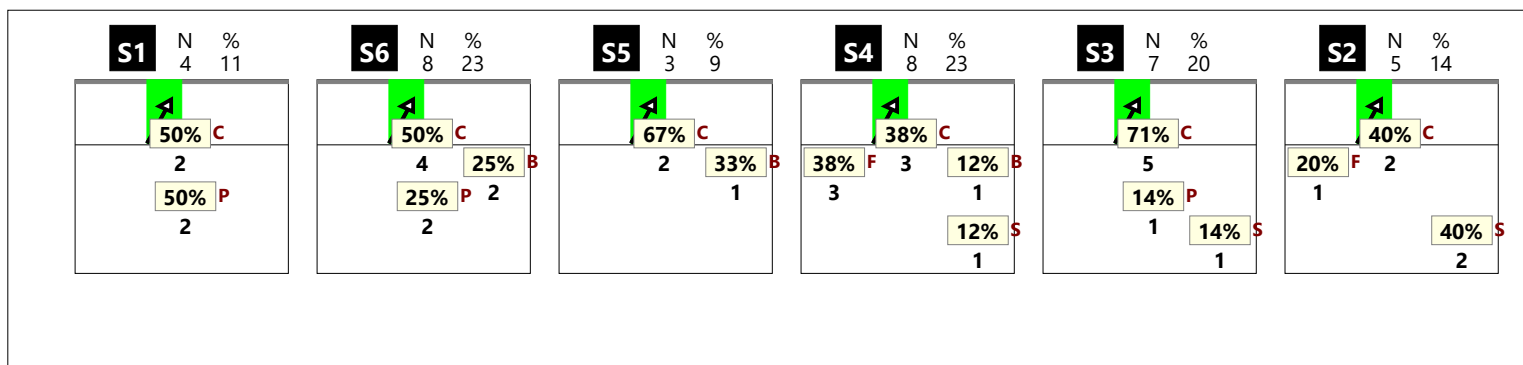 S1 N % 4 11
50% C
2
50% P
2
S6 N % 8 23
50% C
4
25% B
2
25% P
2
S5 N % 3 9
67% C
2
33% B
1
S4 N % 8 23
38% C
3
38% F
3
12% B
1
12% S
1
S3 N % 7 20
71% C
5
14% P
1
14% S
1
S2 N % 5 14
40% C
2
20% F
1
40% S
2